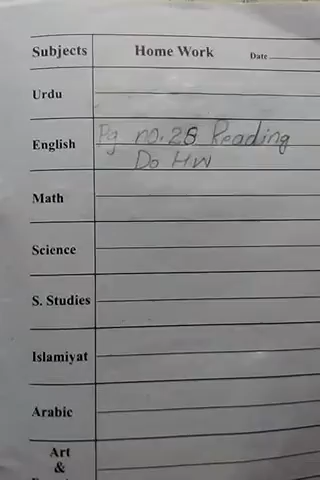 Subjects Home Work Date
Urdu
English Pg no.28 Reading
Do HW
Math
Science
S. Studies
Islamiyat
Arabic
Art
&